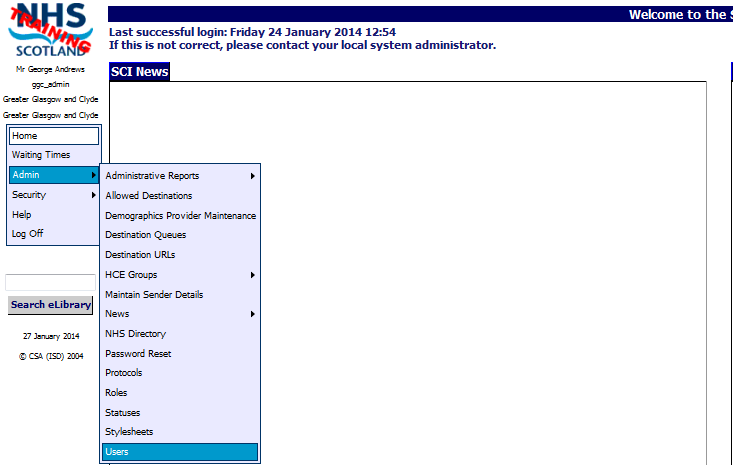 NHS
TRAINING
SCOTLAND
Mr George Andrews
ggc_admin
Greater Glasgow and Clyde
Greater Glasgow and Clyde
Home
Waiting Times
Admin
Security
Help
Log Off
Search eLibrary
27 January 2014
© CSA (ISD) 2004
Welcome to the S
Last successful login: Friday 24 January 2014 12:54
If this is not correct, please contact your local system administrator.
SCI News
Administrative Reports
Allowed Destinations
Demographics Provider Maintenance
Destination Queues
Destination URLs
HCE Groups
Maintain Sender Details
News
NHS Directory
Password Reset
Protocols
Roles
Statuses
Stylesheets
Users